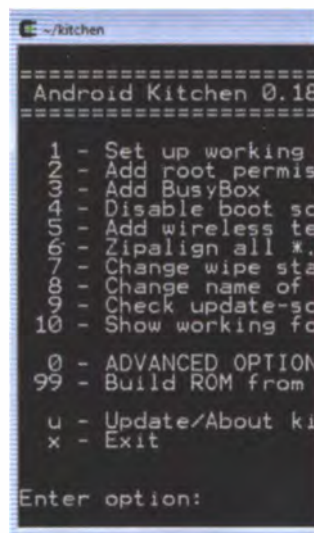 ~/kitchen
========================
Android Kitchen 0.18
========================
1 - Set up working
2 - Add root permis
3 - Add BusyBox
4 - Disable boot sc
5 - Add wireless te
6 - Zipalign all *.
7 - Change wipe sta
8 - Change name of
9 - Check update-sc
10 - Show working fo
0 - ADVANCED OPTION
99 - Build ROM from
u - Update/About ki
x - Exit
Enter option: